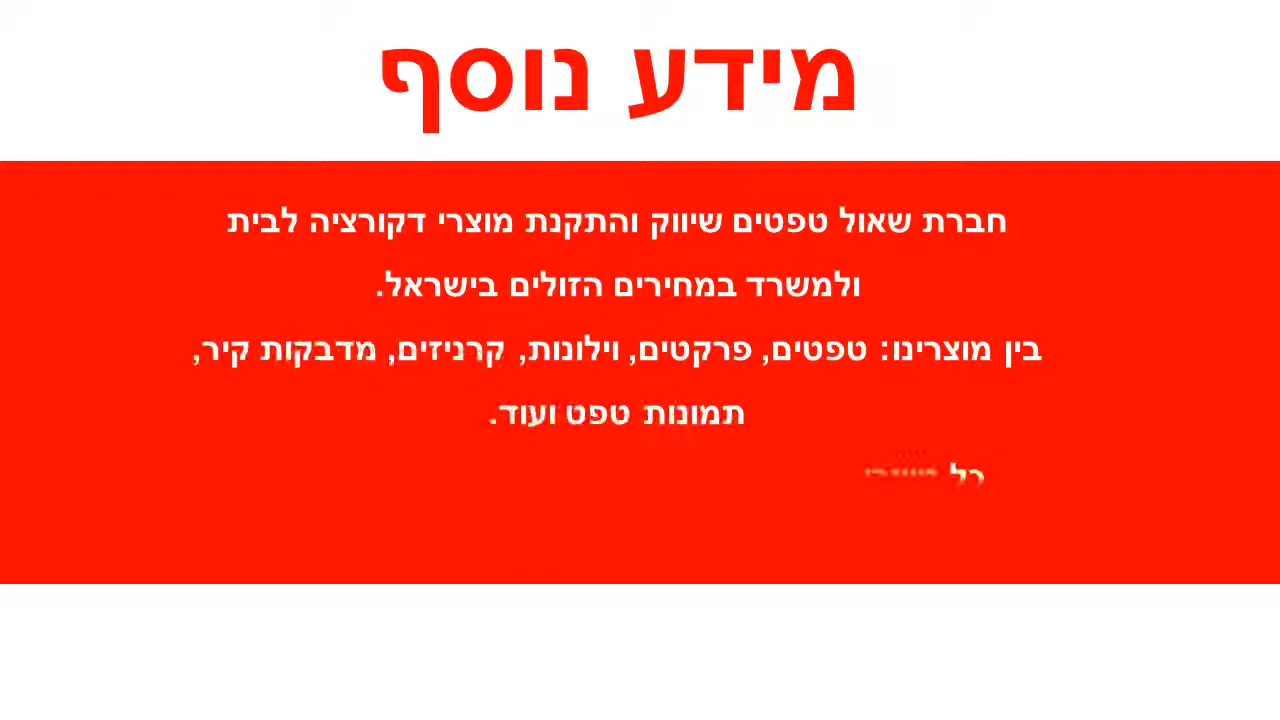 מידע נוסף
חברת שאול טפטים שיווק והתקנת מוצרי דקורציה לבית
ולמשרד במחירים הזולים בישראל.
בין מוצרינו: טפטים, פרקטים, וילונות, קרניזים, מדבקות קיר,
תמונות טפט ועוד.
כל